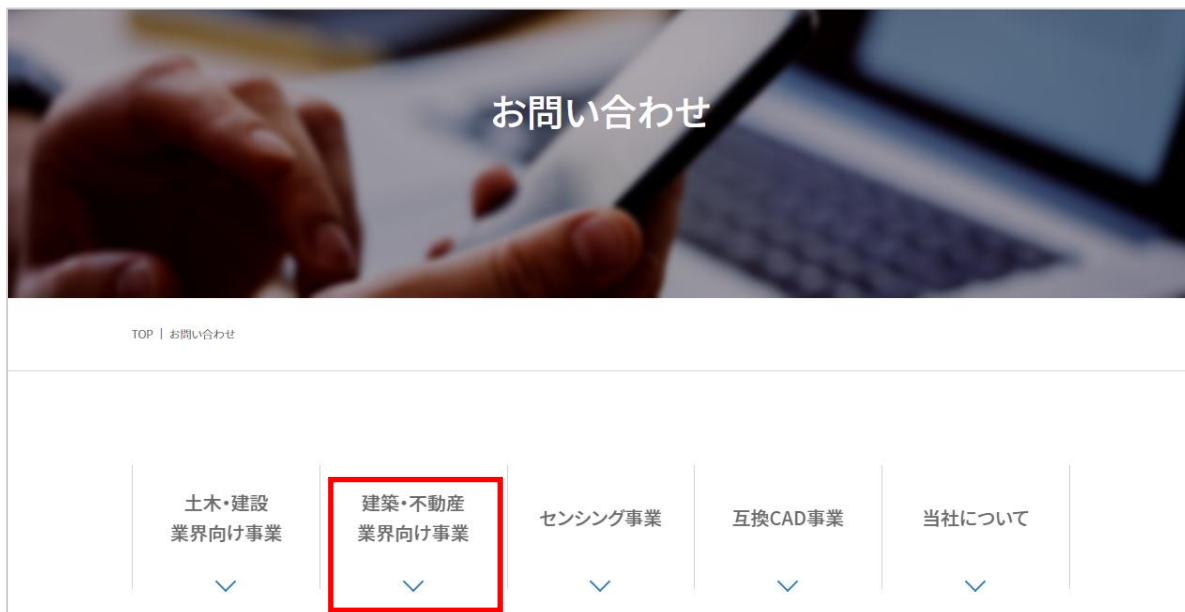 お問い合わせ
TOP | お問い合わせ
土木・建設
業界向け事業
建築・不動産
業界向け事業
センシング事業
互換CAD事業
当社について